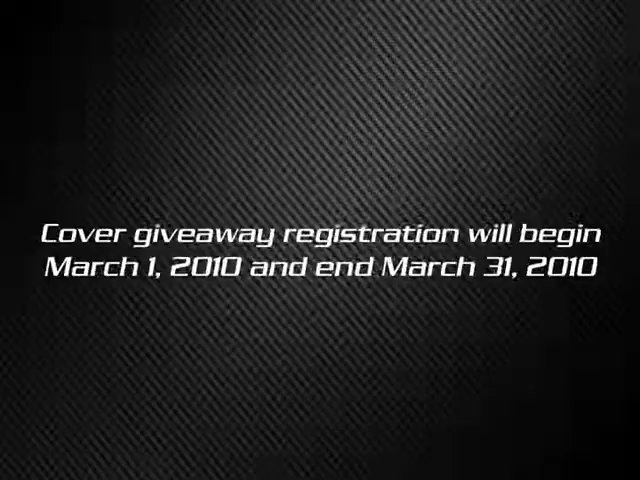 Cover giveaway registration will begin
March 1, 2010 and end March 31, 2010